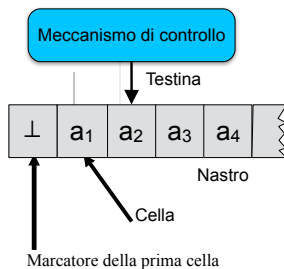 Meccanismo di controllo
Testina
⊥ a₁ a₂ a₃ a₄
Nastro
Cella
Marcatore della prima cella